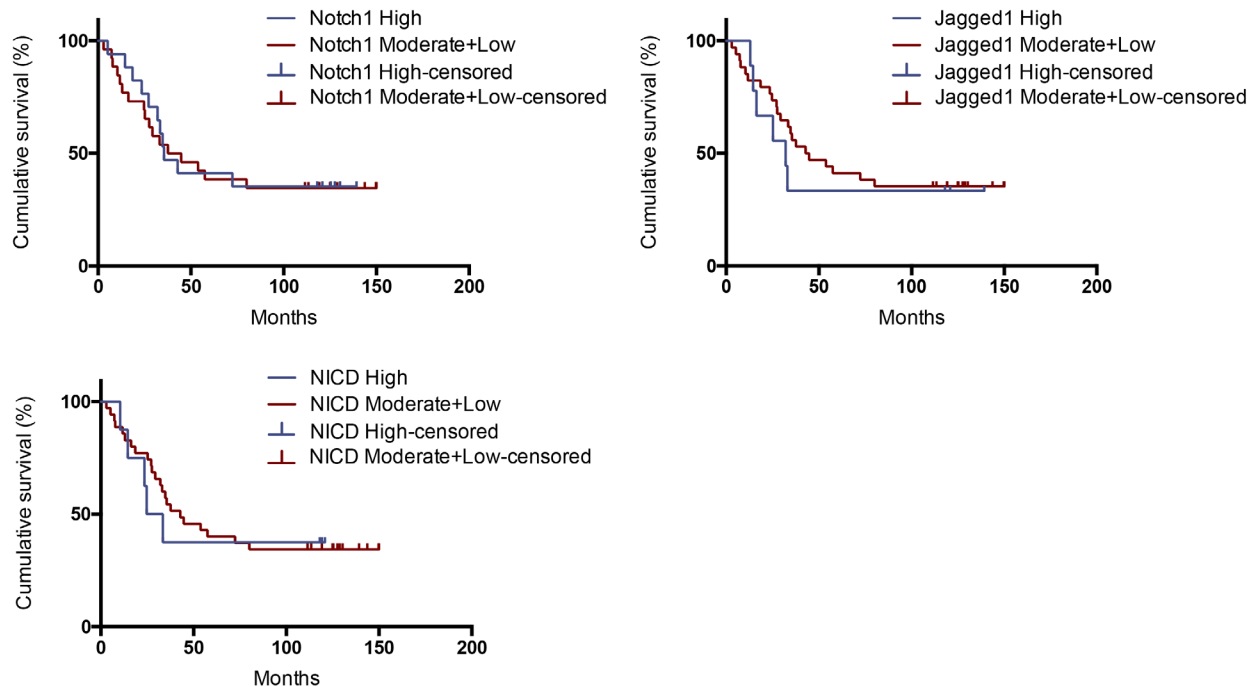 Notch1 High
Notch1 Moderate+Low
Notch1 High-censored
Notch1 Moderate+Low-censored
Cumulative survival (%)
100
50
0
0 50 100 150 200
Months
Jagged1 High
Jagged1 Moderate+Low
Jagged1 High-censored
Jagged1 Moderate+Low-censored
Cumulative survival (%)
100
50
0
0 50 100 150 200
Months
NICD High
NICD Moderate+Low
NICD High-censored
NICD Moderate+Low-censored
Cumulative survival (%)
100
50
0
0 50 100 150 200
Months